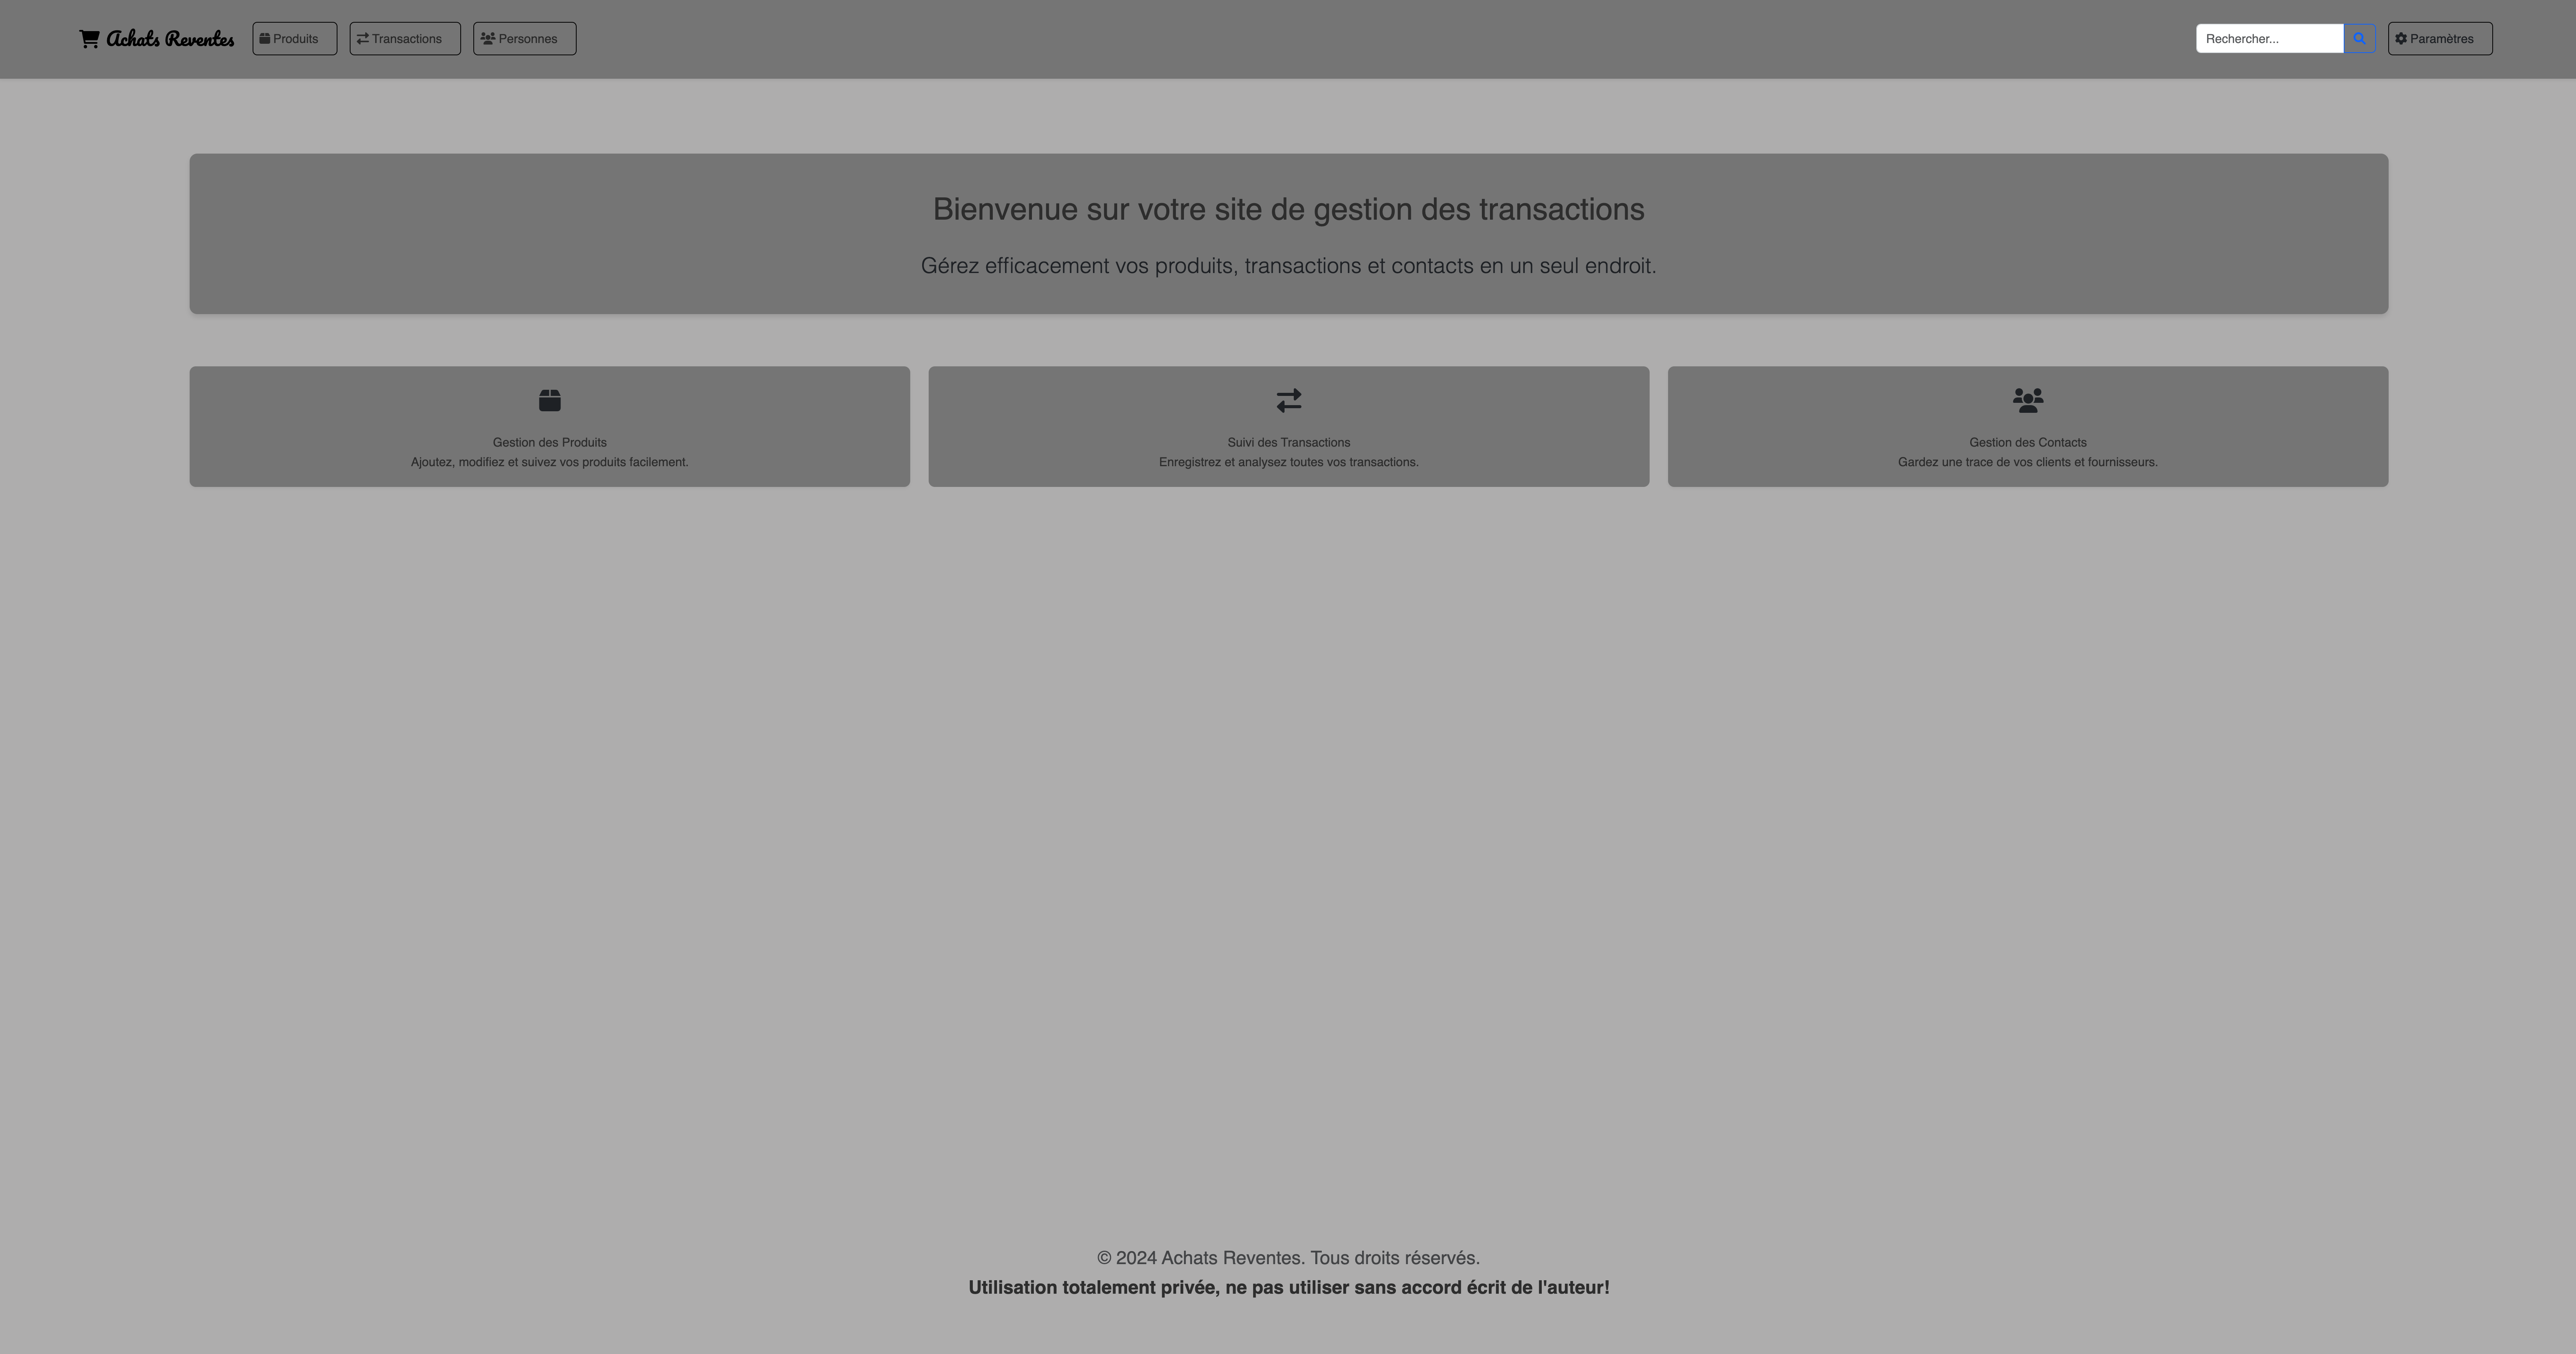 Achats Reventes
Produits
Transactions
Personnes
Rechercher...
Paramètres
Bienvenue sur votre site de gestion des transactions
Gérez efficacement vos produits, transactions et contacts en un seul endroit.
Gestion des Produits
Ajoutez, modifiez et suivez vos produits facilement.
Suivi des Transactions
Enregistrez et analysez toutes vos transactions.
Gestion des Contacts
Gardez une trace de vos clients et fournisseurs.
© 2024 Achats Reventes. Tous droits réservés.
Utilisation totalement privée, ne pas utiliser sans accord écrit de l'auteur!